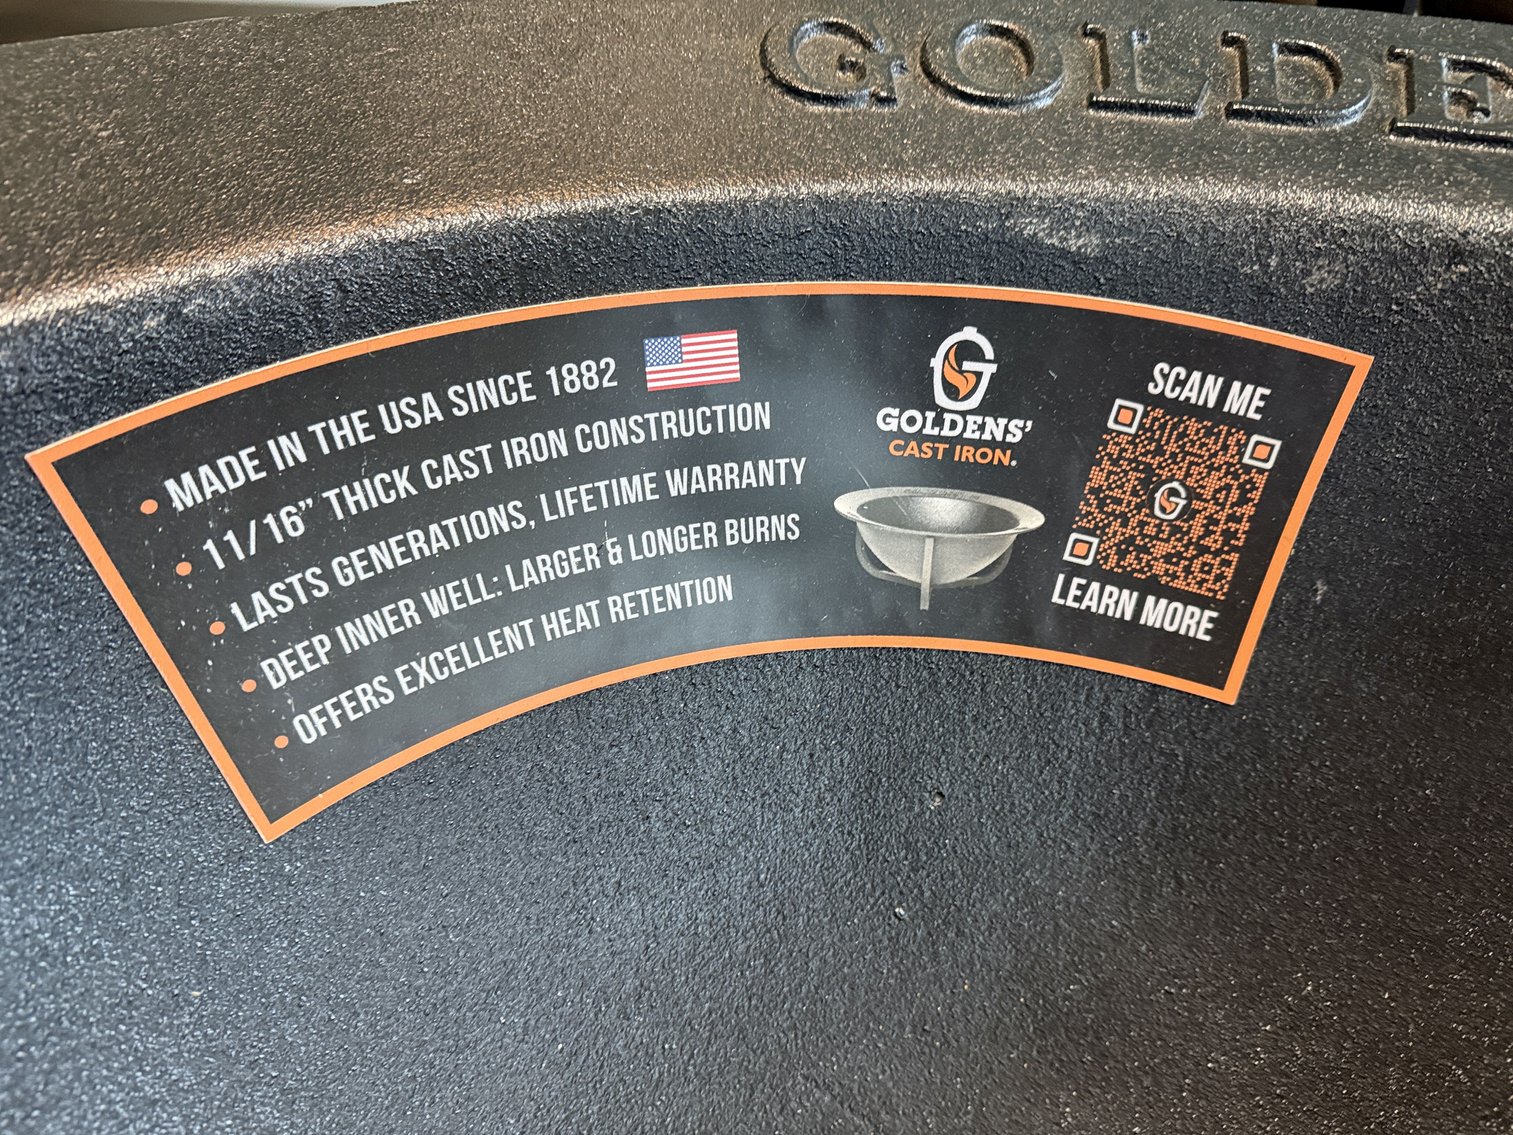 GOLDE
• MADE IN THE USA SINCE 1882
• 11/16” THICK CAST IRON CONSTRUCTION
• LASTS GENERATIONS, LIFETIME WARRANTY
• DEEP INNER WELL: LARGER & LONGER BURNS
• OFFERS EXCELLENT HEAT RETENTION
G
GOLDENS’
CAST IRON.
SCAN ME
G
LEARN MORE